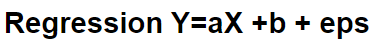 Regression Y=aX +b + eps